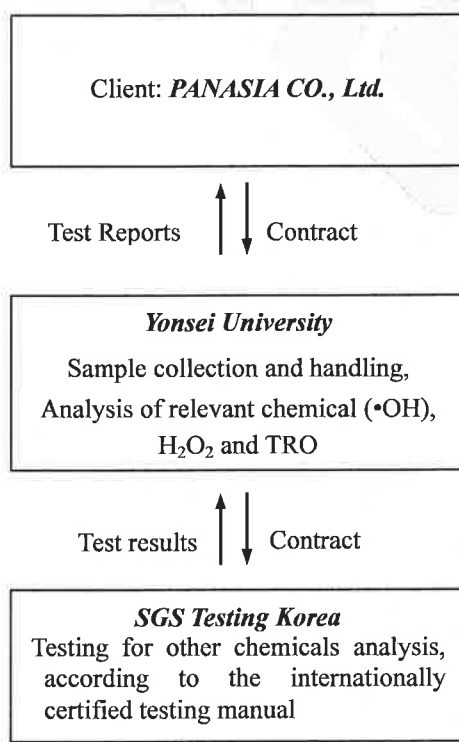 Client: PANASIA CO., Ltd.
Test Reports Contract
Yonsei University
Sample collection and handling,
Analysis of relevant chemical (•OH),
H₂O₂ and TRO
Test results Contract
SGS Testing Korea
Testing for other chemicals analysis,
according to the internationally
certified testing manual